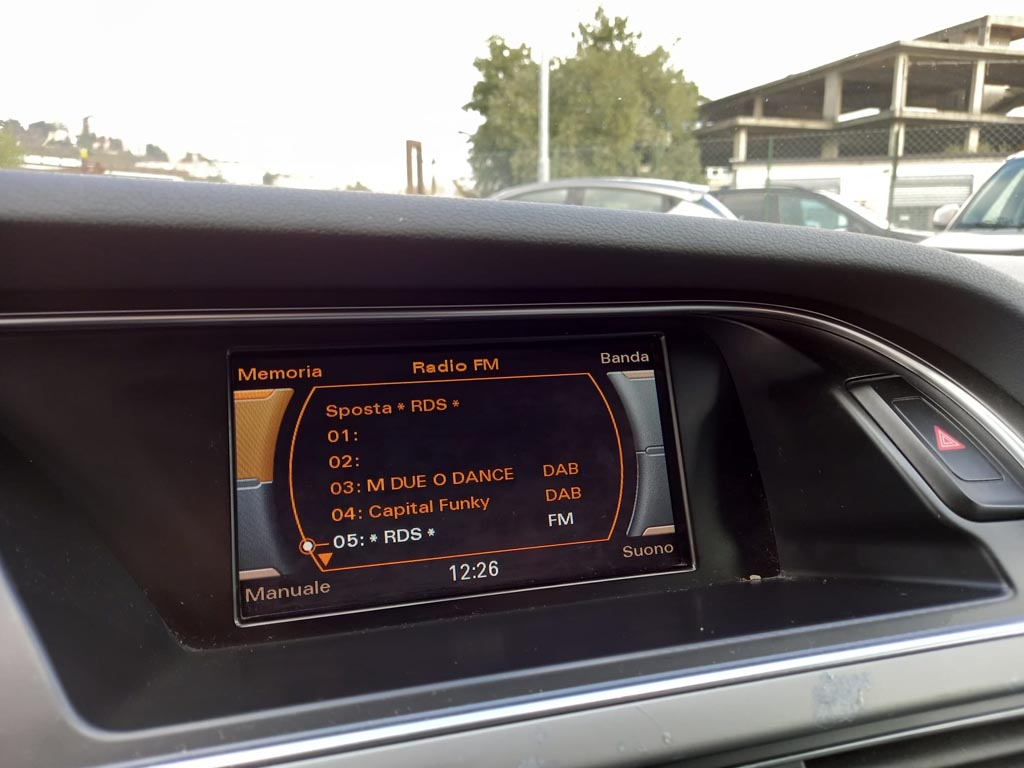 Memoria Radio FM Banda
Sposta * RDS *
01:
02:
03: M DUE O DANCE DAB
04: Capital Funky DAB
05: * RDS * FM
Manuale 12:26 Suono